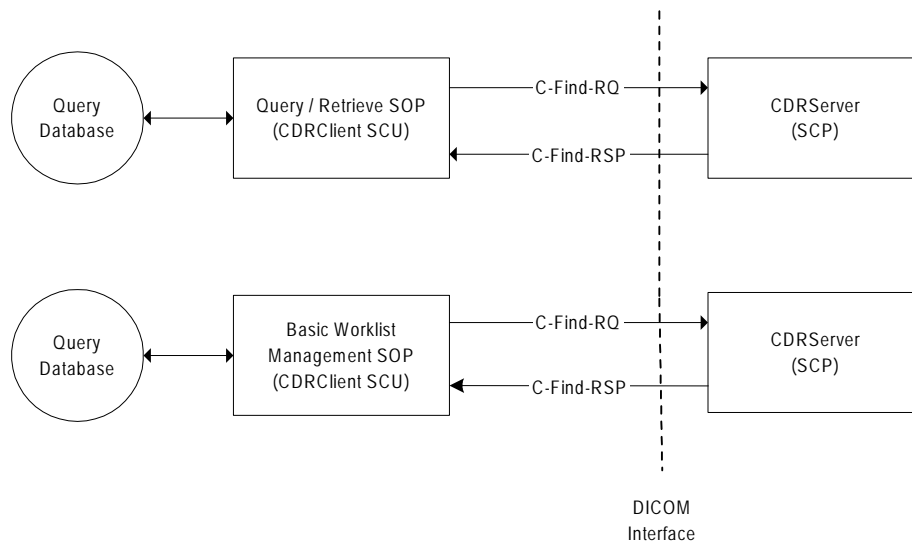 Query
Database
Query / Retrieve SOP
(CDRClient SCU)
C-Find-RQ
C-Find-RSP
CDRServer
(SCP)
Query
Database
Basic Worklist
Management SOP
(CDRClient SCU)
C-Find-RQ
C-Find-RSP
CDRServer
(SCP)
DICOM
Interface